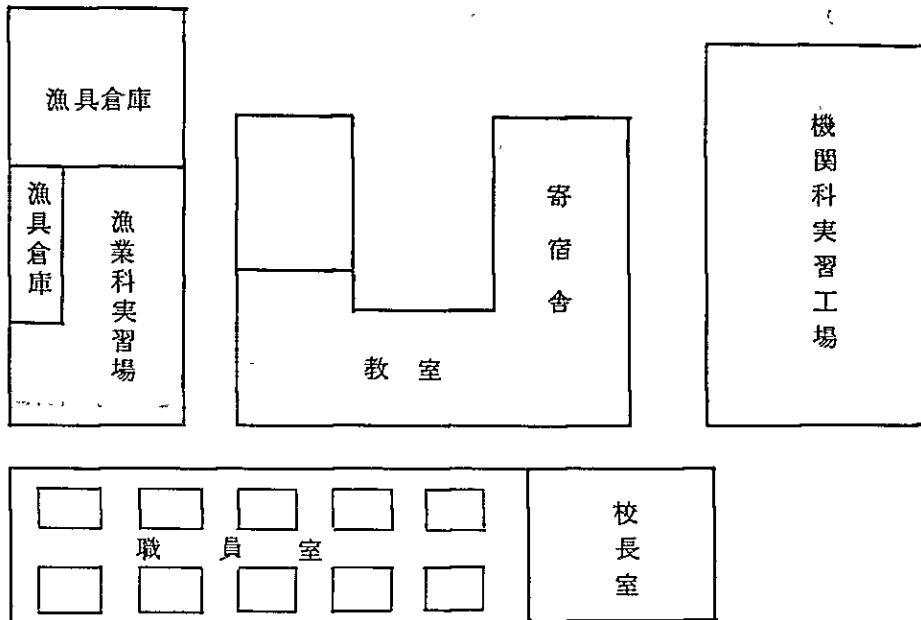 漁具倉庫
漁具倉庫
漁業科実習場
寄宿舎
機関科実習工場
教室
職員室
校長室